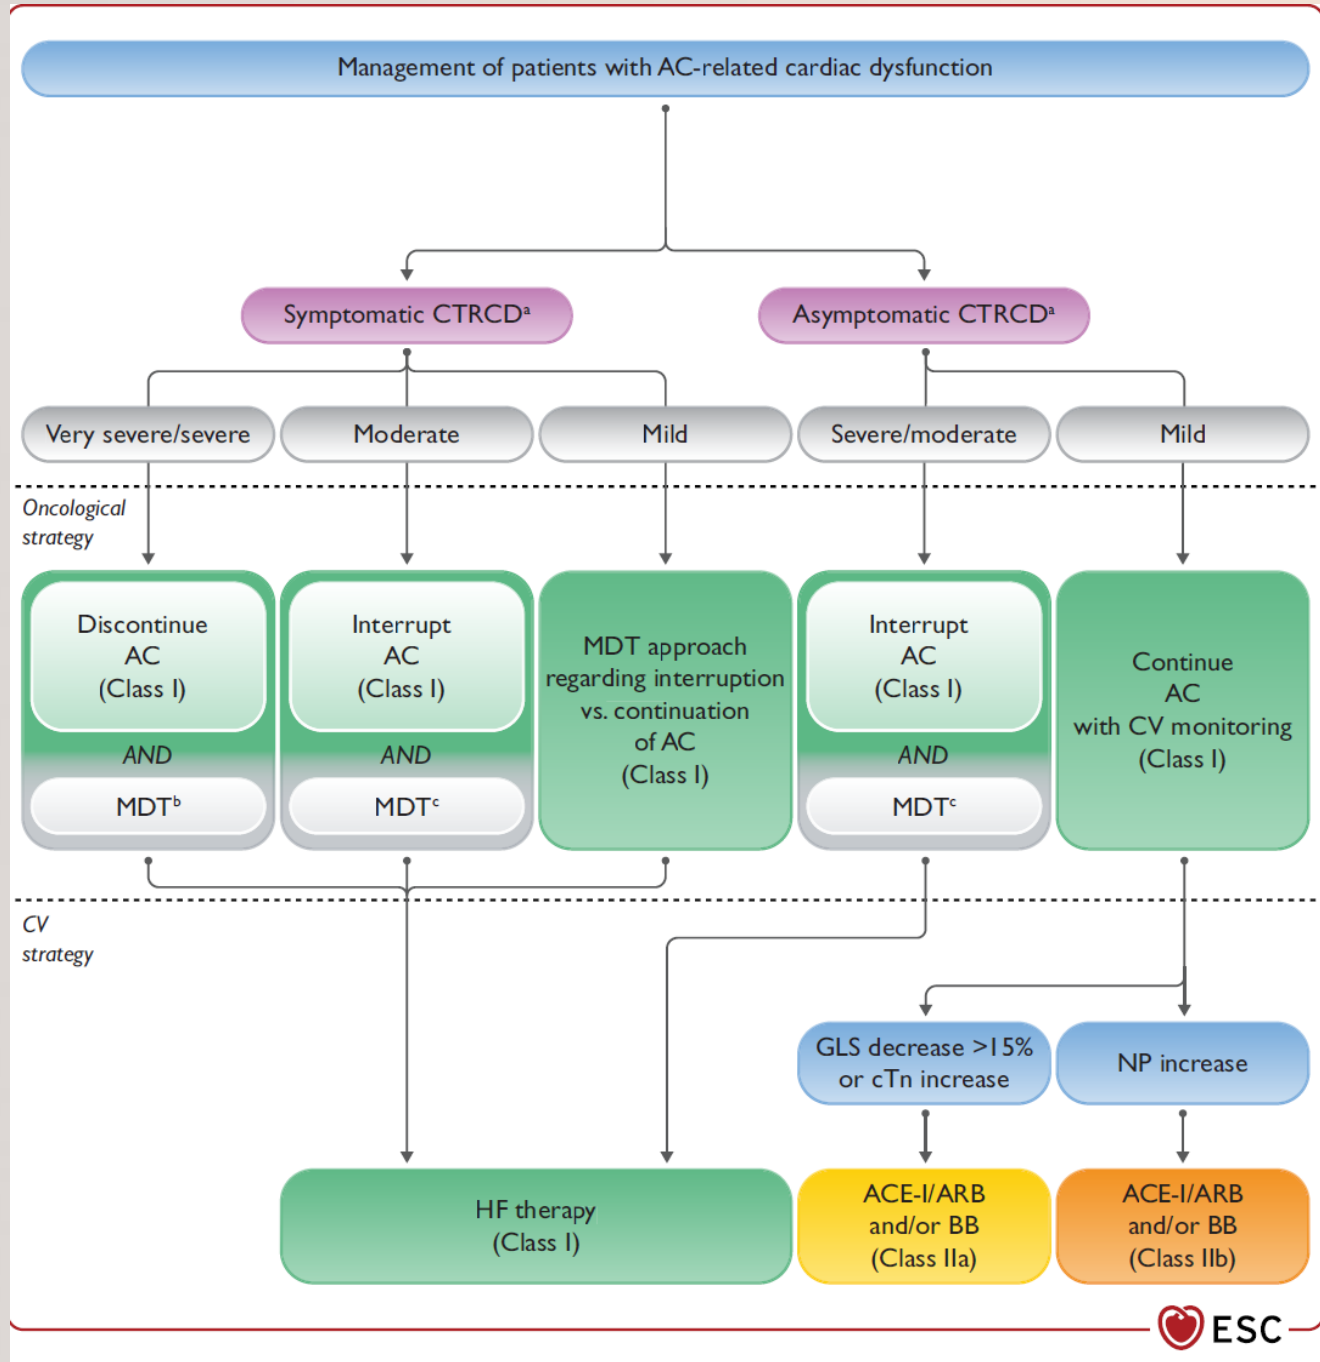 Management of patients with AC-related cardiac dysfunction
Symptomatic CTRCDᵃ
Asymptomatic CTRCDᵃ
Very severe/severe
Moderate
Mild
Severe/moderate
Mild
Oncological
strategy
Discontinue
AC
(Class I)
AND
MDTᵇ
Interrupt
AC
(Class I)
AND
MDTᶜ
MDT approach
regarding interruption
vs. continuation
of AC
(Class I)
Interrupt
AC
(Class I)
AND
MDTᶜ
Continue
AC
with CV monitoring
(Class I)
CV
strategy
GLS decrease >15%
or cTn increase
NP increase
HF therapy
(Class I)
ACE-I/ARB
and/or BB
(Class IIa)
ACE-I/ARB
and/or BB
(Class IIb)
ESC